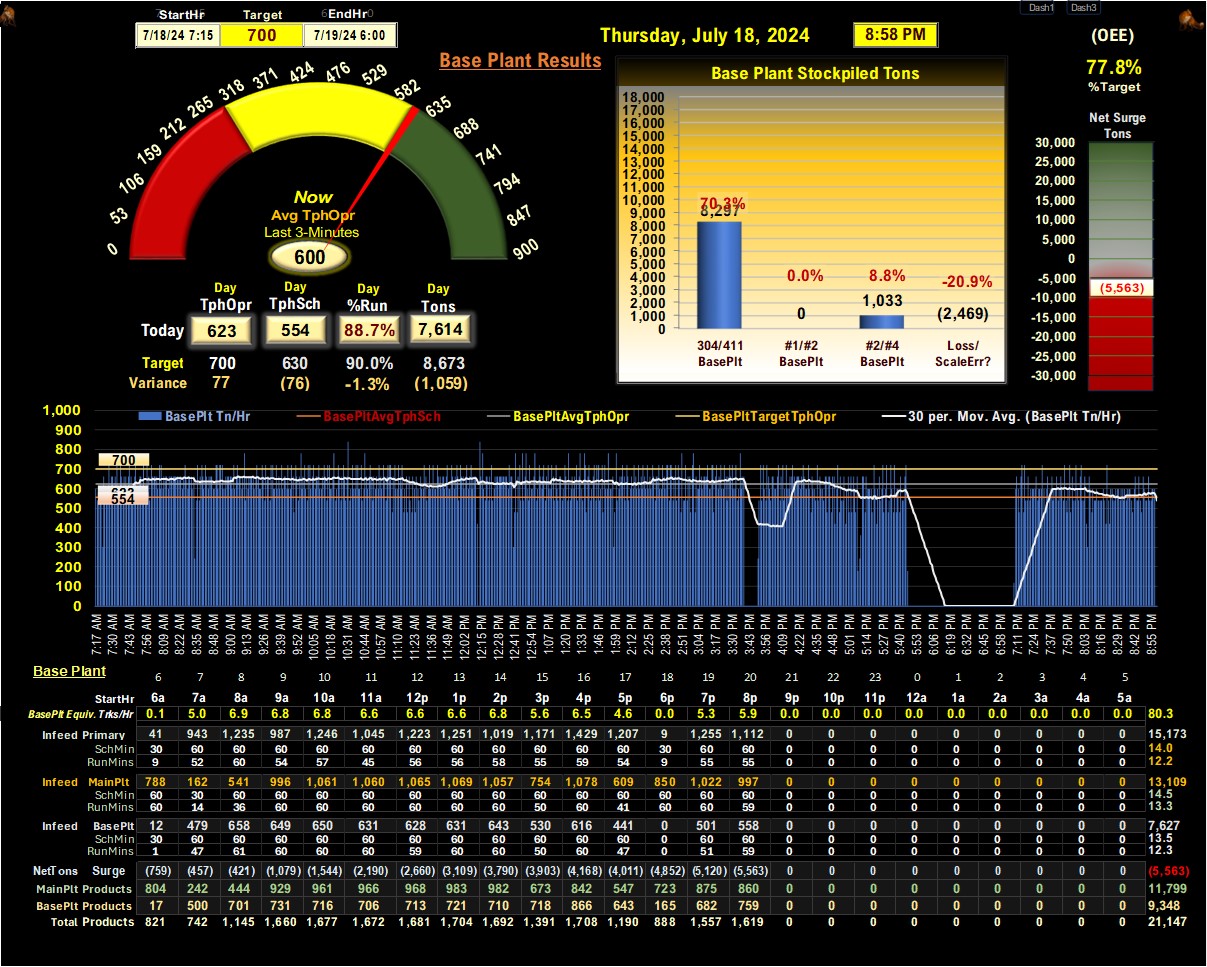 Dash1 Dash3
StartHr Target EndHr
7/18/24 7:15 700 7/19/24 6:00
Thursday, July 18, 2024 8:58 PM
(OEE)
77.8%
%Target
Base Plant Results
Base Plant Stockpiled Tons
Net Surge
Tons
0 53 106 159 212 265 318 371 424 476 529 582 635 688 741 794 847 900
Now
Avg TphOpr
Last 3-Minutes
600
18,000
17,000
16,000
15,000
14,000
13,000
12,000
11,000
10,000
9,000
8,000
7,000
6,000
5,000
4,000
3,000
2,000
1,000
0
70.3% 0.0% 8.8% -20.9%
8,297 0 1,033 (2,469)
304/411 #1/#2 #2/#4 Loss/
BasePlt BasePlt BasePlt ScaleErr?
30,000
25,000
20,000
15,000
10,000
5,000
0
-5,000
(5,563)
-10,000
-15,000
-20,000
-25,000
-30,000
Day Day Day Day
TphOpr TphSch %Run Tons
Today 623 554 88.7% 7,614
Target 700 630 90.0% 8,673
Variance 77 (76) -1.3% (1,059)
BasePlt Tn/Hr BasePltAvgTphSch BasePltAvgTphOpr BasePltTargetTphOpr 30 per. Mov. Avg. (BasePlt Tn/Hr)
1,000
900
800
700
600
500
400
300
200
100
0
700
554
7:17 AM 7:30 AM 7:43 AM 7:56 AM 8:09 AM 8:22 AM 8:35 AM 8:48 AM 9:00 AM 9:26 AM 9:39 AM 9:52 AM 10:05 AM 10:18 AM 10:31 AM 10:44 AM 10:57 AM 11:10 AM 11:23 AM 11:36 AM 11:49 AM 12:02 PM 12:15 PM 12:28 PM 12:41 PM 12:54 PM 1:07 PM 1:20 PM 1:33 PM 1:46 PM 1:59 PM 2:12 PM 2:25 PM 2:38 PM 2:51 PM 3:04 PM 3:17 PM 3:30 PM 3:43 PM 3:56 PM 4:09 PM 4:22 PM 4:35 PM 4:48 PM 5:01 PM 5:14 PM 5:27 PM 5:40 PM 5:53 PM 6:06 PM 6:19 PM 6:32 PM 6:45 PM 6:58 PM 7:11 PM 7:24 PM 7:37 PM 7:50 PM 8:03 PM 8:16 PM 8:29 PM 8:42 PM 8:55 PM
Base Plant 6 7 8 9 10 11 12 13 14 15 16 17 18 19 20 21 22 23 0 1 2 3 4 5
StartHr 6a 7a 8a 9a 10a 11a 12p 1p 2p 3p 4p 5p 6p 7p 8p 9p 10p 11p 12a 1a 2a 3a 4a 5a
BasePlt Equiv. Trks/Hr 0.1 5.0 6.9 6.8 6.8 6.6 6.6 6.6 6.8 5.6 6.5 4.6 0.0 5.3 5.9 0.0 0.0 0.0 0.0 0.0 0.0 0.0 0.0 0.0 80.3
Infeed Primary 41 943 1,235 987 1,246 1,045 1,223 1,251 1,019 1,171 1,429 1,207 9 1,255 1,112 0 0 0 0 0 0 0 0 0 15,173
SchMin 30 60 60 60 60 60 60 60 60 60 60 60 30 60 60 0 0 0 0 0 0 0 0 0 14.0
RunMins 9 52 60 54 57 45 56 56 58 55 59 54 9 55 55 0 0 0 0 0 0 0 0 0 12.2
Infeed MainPlt 788 162 541 996 1,061 1,060 1,065 1,069 1,057 754 1,078 609 850 1,022 997 0 0 0 0 0 0 0 0 0 13,109
SchMin 60 30 60 60 60 60 60 60 60 60 60 60 60 60 60 0 0 0 0 0 0 0 0 0 14.5
RunMins 60 14 36 60 60 60 60 60 60 50 60 41 60 60 59 0 0 0 0 0 0 0 0 0 13.3
Infeed BasePlt 12 479 658 649 650 631 628 631 643 530 616 441 0 501 558 0 0 0 0 0 0 0 0 0 7,627
SchMin 30 60 60 60 60 60 60 60 60 60 60 60 0 60 60 0 0 0 0 0 0 0 0 0 13.5
RunMins 1 47 61 60 60 60 59 60 60 50 60 47 0 51 59 0 0 0 0 0 0 0 0 0 12.3
NetTons Surge (759) (457) (421) (1,079) (1,544) (2,190) (2,660) (3,109) (3,790) (3,903) (4,168) (4,011) (4,852) (5,120) (5,563) 0 0 0 0 0 0 0 0 0 (5,563)
MainPlt Products 804 242 444 929 961 966 968 983 982 673 842 547 723 875 860 0 0 0 0 0 0 0 0 0 11,799
BasePlt Products 17 500 701 731 716 706 713 721 710 718 866 643 165 682 759 0 0 0 0 0 0 0 0 0 9,348
Total Products 821 742 1,145 1,660 1,677 1,672 1,681 1,704 1,692 1,391 1,708 1,190 888 1,557 1,619 0 0 0 0 0 0 0 0 0 21,147